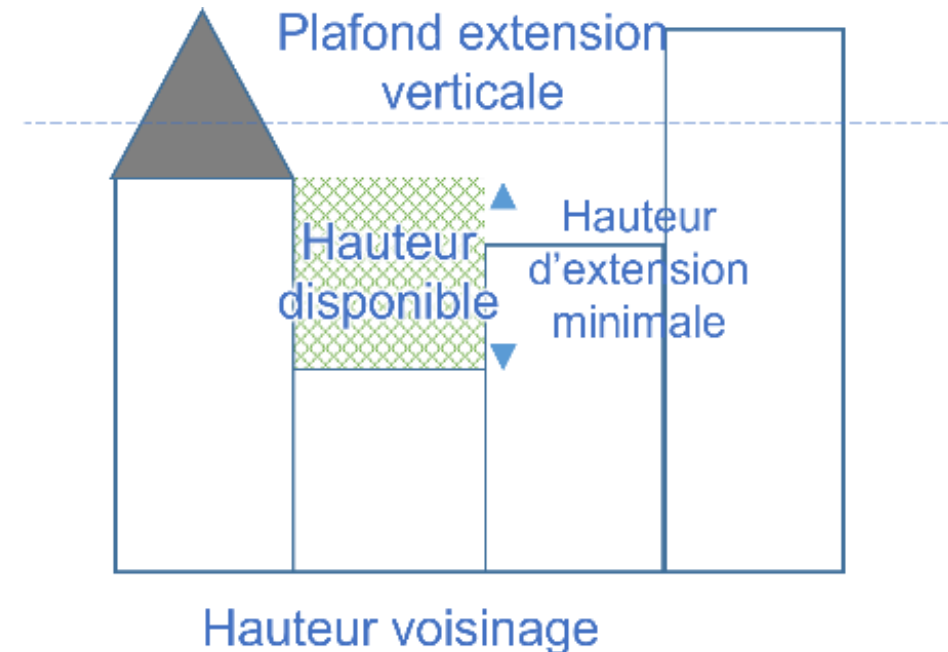 Plafond extension
verticale
Hauteur
disponible
Hauteur
d'extension
minimale
Hauteur voisinage